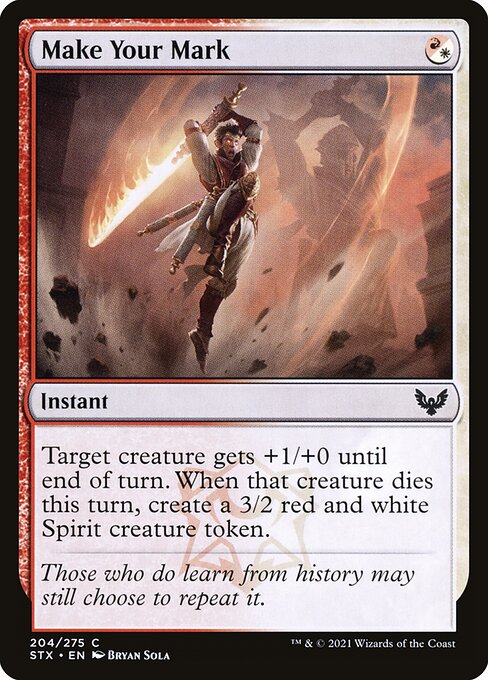 Make Your Mark
Instant
Target creature gets +1/+0 until
end of turn. When that creature dies
this turn, create a 3/2 red and white
Spirit creature token.
Those who do learn from history may
still choose to repeat it.
204/275 C
STX • EN Bryan Sola
™ & © 2021 Wizards of the Coast